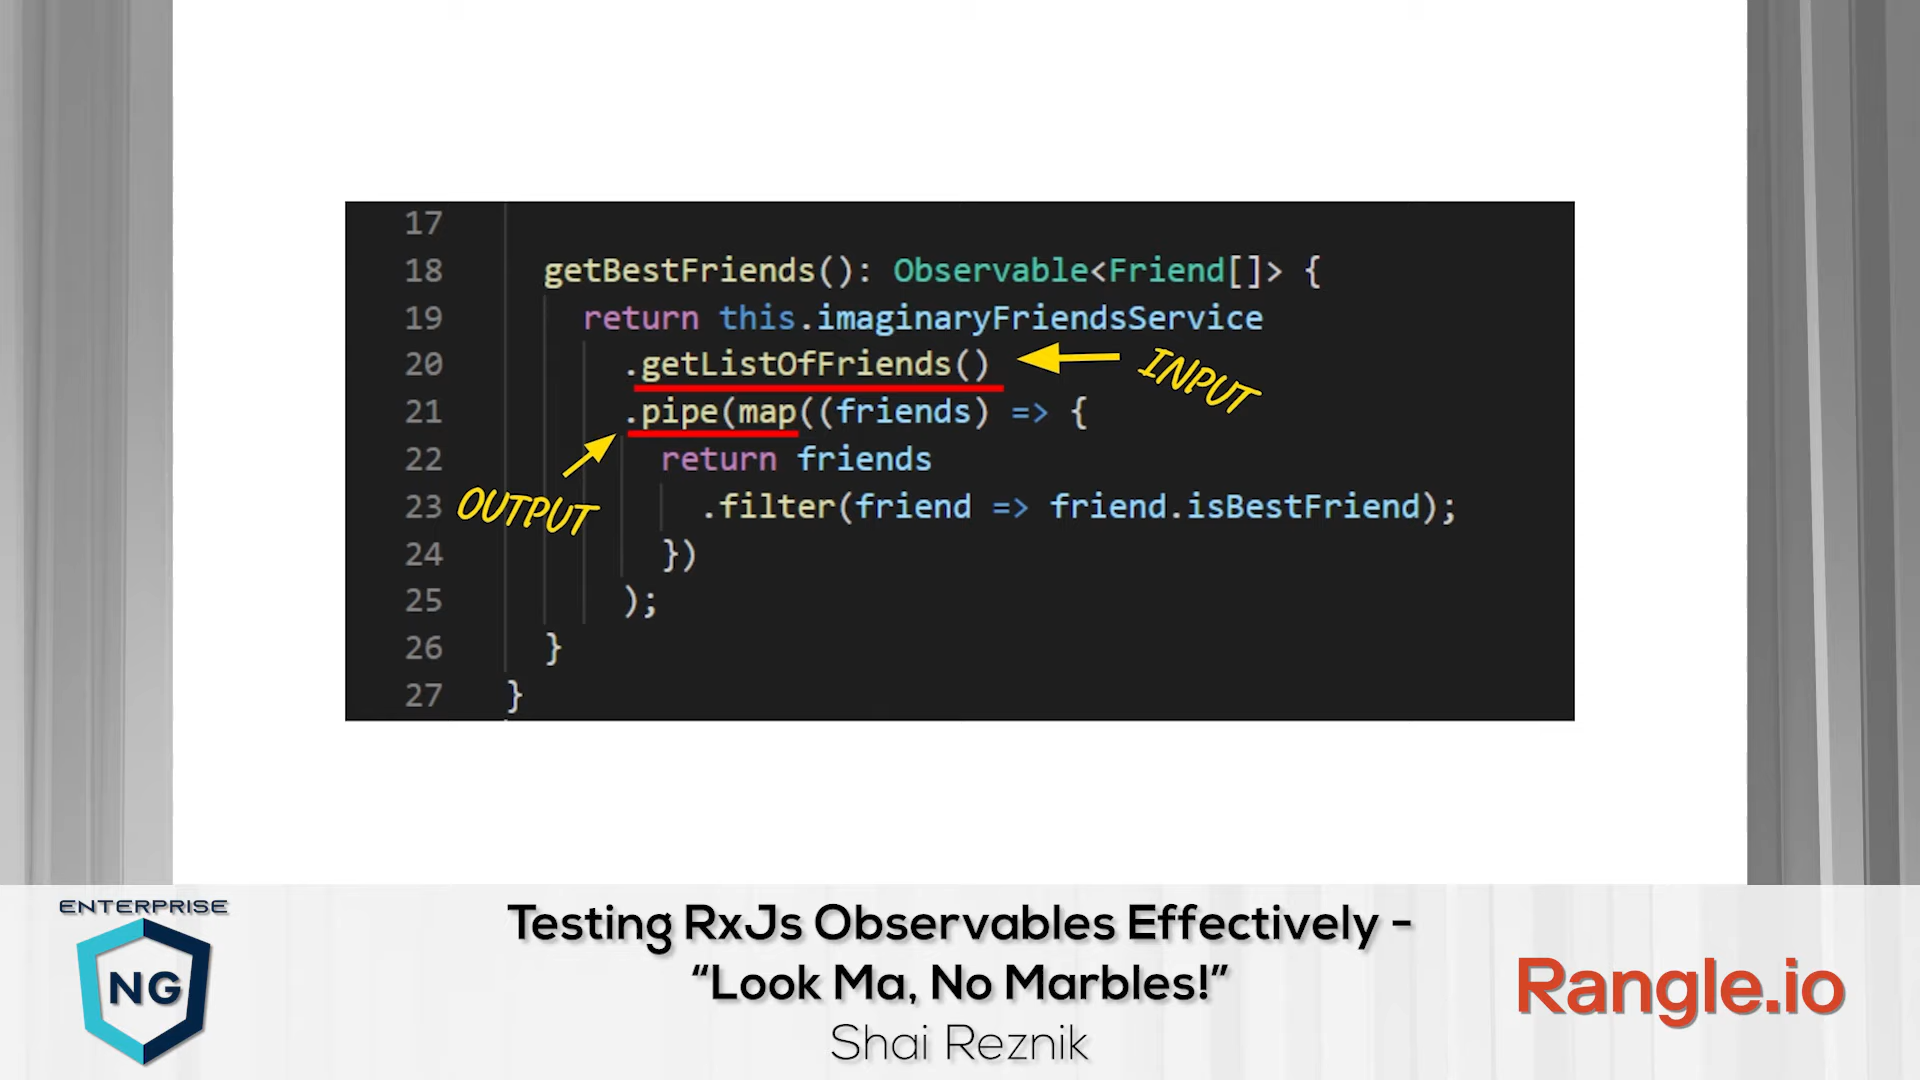 17
18 getBestFriends(): Observable<Friend[]> {
19 return this.imaginaryFriendsService
20 .getListOfFriends() INPUT
21 .pipe(map((friends) => {
22 return friends
23 .filter(friend => friend.isBestFriend);
OUTPUT
24 })
25 );
26 }
27 }
ENTERPRISE
NG
Testing RxJs Observables Effectively -
“Look Ma, No Marbles!”
Shai Reznik
Rangle.io